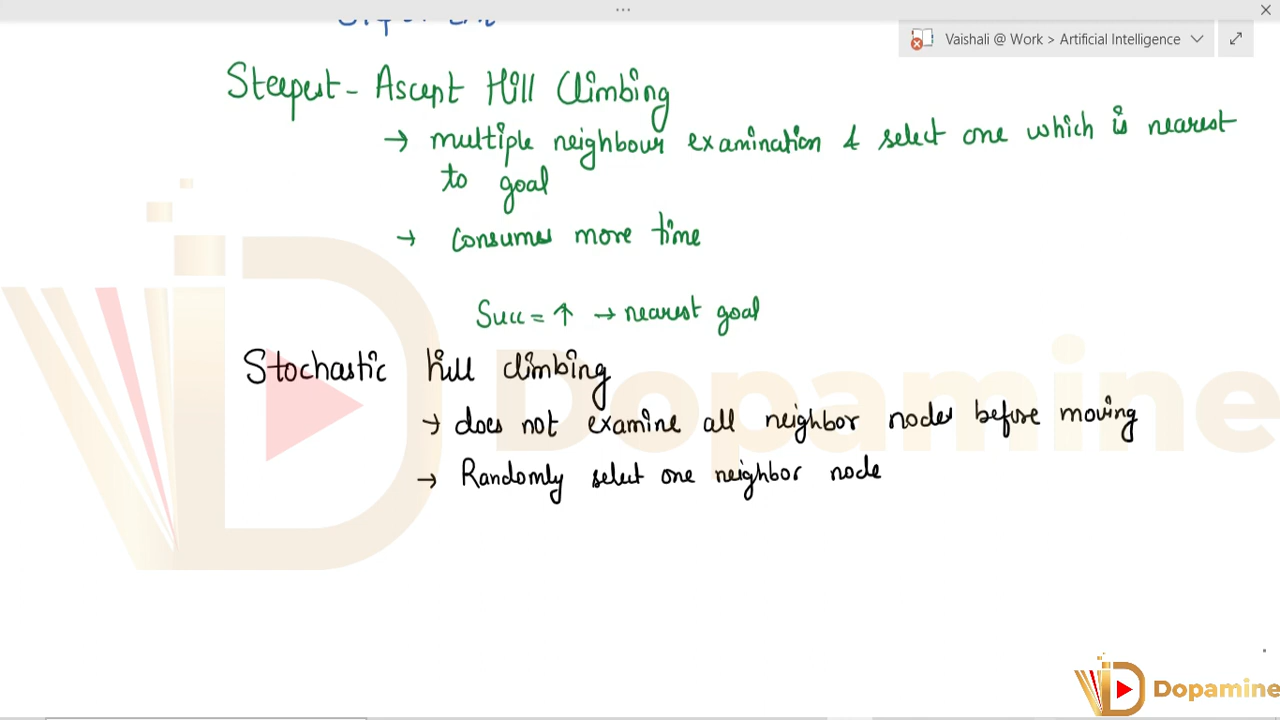 Vaishali @ Work > Artificial Intelligence
Steepest - Ascept Hill Climbing
→ multiple neighbour examination & select one which is nearest
to goal
→ Consumes more time
Succ = ↑ → nearest goal
Stochastic hill climbing
→ does not examine all neighbor nodes before moving
→ Randomly select one neighbor node
Dopamine
Dopamine